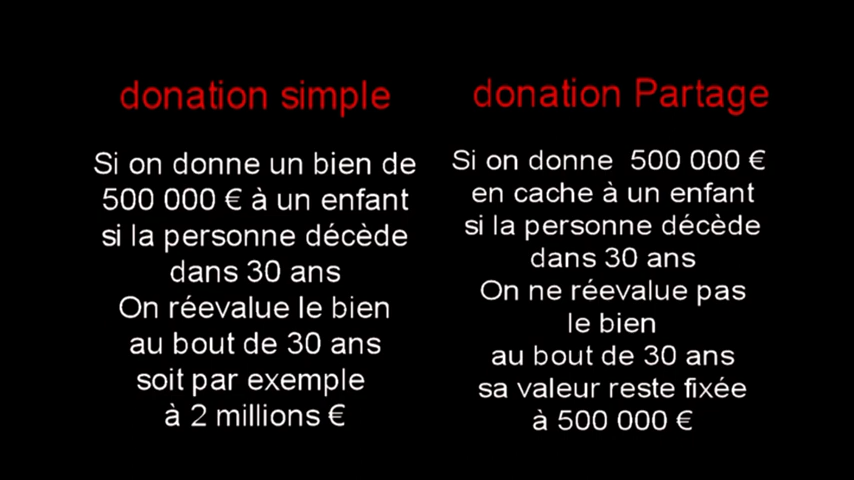 donation simple
Si on donne un bien de
500 000 € à un enfant
si la personne décède
dans 30 ans
On réevalue le bien
au bout de 30 ans
soit par exemple
à 2 millions €
donation Partage
Si on donne 500 000 €
en cache à un enfant
si la personne décède
dans 30 ans
On ne réevalue pas
le bien
au bout de 30 ans
sa valeur reste fixée
à 500 000 €